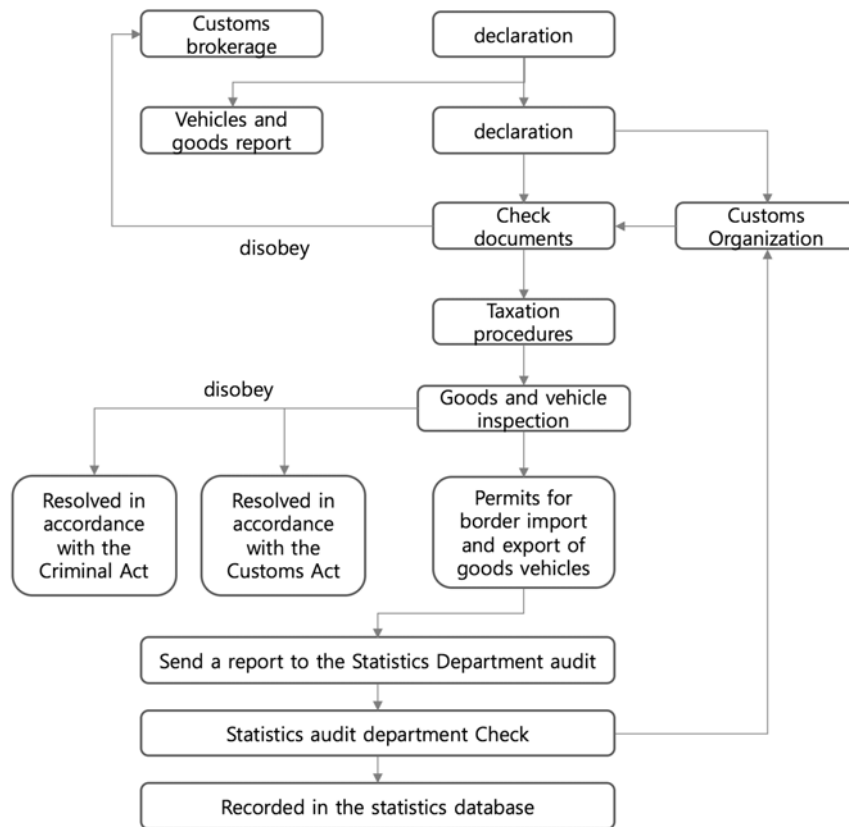 Customs
brokerage
declaration
Vehicles and
goods report
declaration
Check
documents
Customs
Organization
disobey
Taxation
procedures
disobey
Goods and vehicle
inspection
Resolved in
accordance
with the
Criminal Act
Resolved in
accordance
with the
Customs Act
Permits for
border import
and export of
goods vehicles
Send a report to the Statistics Department audit
Statistics audit department Check
Recorded in the statistics database